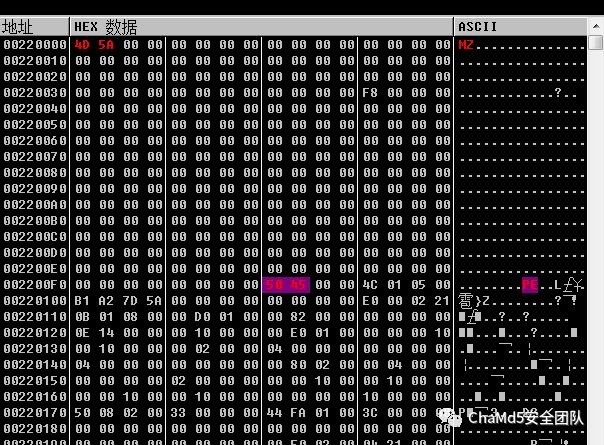 地址 HEX 数据 ASCII
00220000 4D 5A 00 00 00 00 00 00 00 00 00 00 00 00 00 00 MZ..............
00220010 00 00 00 00 00 00 00 00 00 00 00 00 00 00 00 00 ................
00220020 00 00 00 00 00 00 00 00 00 00 00 00 00 00 00 00 ................
00220030 00 00 00 00 00 00 00 00 00 00 00 00 F8 00 00 00 ............?..
00220040 00 00 00 00 00 00 00 00 00 00 00 00 00 00 00 00 ................
00220050 00 00 00 00 00 00 00 00 00 00 00 00 00 00 00 00 ................
00220060 00 00 00 00 00 00 00 00 00 00 00 00 00 00 00 00 ................
00220070 00 00 00 00 00 00 00 00 00 00 00 00 00 00 00 00 ................
00220080 00 00 00 00 00 00 00 00 00 00 00 00 00 00 00 00 ................
00220090 00 00 00 00 00 00 00 00 00 00 00 00 00 00 00 00 ................
002200A0 00 00 00 00 00 00 00 00 00 00 00 00 00 00 00 00 ................
002200B0 00 00 00 00 00 00 00 00 00 00 00 00 00 00 00 00 ................
002200C0 00 00 00 00 00 00 00 00 00 00 00 00 00 00 00 00 ................
002200D0 00 00 00 00 00 00 00 00 00 00 00 00 00 00 00 00 ................
002200E0 00 00 00 00 00 00 00 00 00 00 00 00 00 00 00 00 ................
002200F0 00 00 00 00 00 00 00 00 50 45 00 00 4C 01 05 00 ........PE..L
00220100 B1 A2 7D 5A 00 00 00 00 00 00 00 00 E0 00 02 21 }Z........?
00220110 0B 01 08 00 00 D0 01 00 00 82 00 00 00 00 00 00
00220120 0E 14 00 00 00 10 00 00 00 E0 01 00 00 00 00 10
00220130 00 10 00 00 00 02 00 00 04 00 00 00 00 00 00 00
00220140 04 00 00 00 00 00 00 00 00 80 02 00 00 04 00 00
00220150 00 00 00 00 02 00 00 00 00 00 10 00 00 10 00 00
00220160 00 00 10 00 00 10 00 00 00 00 00 00 10 00 00 00
00220170 50 08 02 00 33 00 00 00 44 FA 01 00 3C
00220180 00 00 00 00 00 00 00 00 00 00 00 00
ChaMd5安全团队